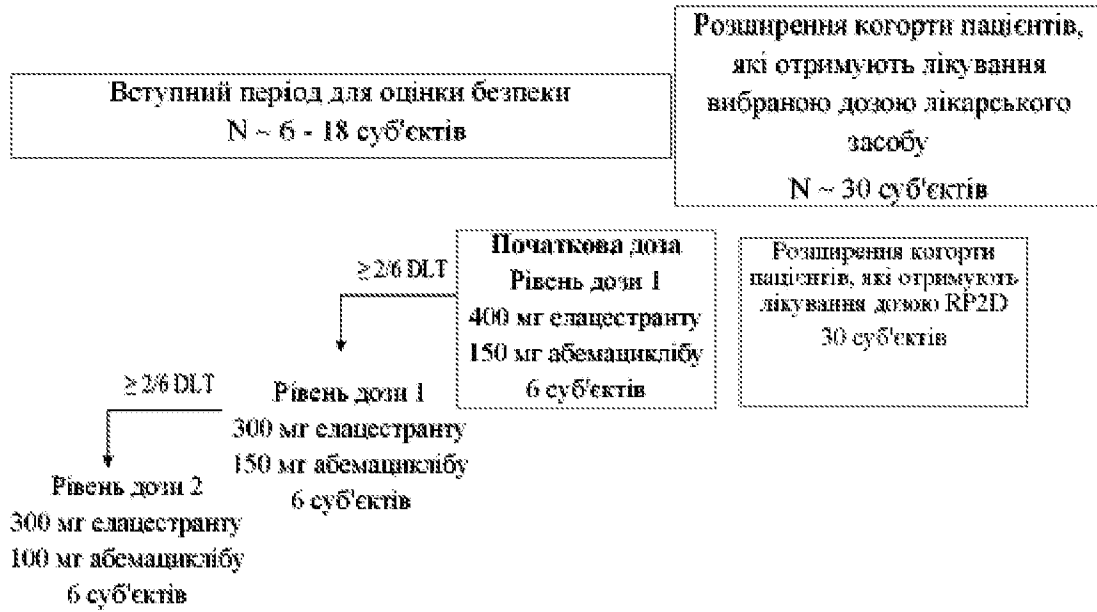 Вступний період для оцінки безпеки
N ~ 6 - 18 суб'єктів
Розширення когорти пацієнтів,
які отримують лікування
вибраною дозою лікарського
засобу
N ~ 30 суб'єктів
Початкова доза
Рівень дози 1
400 мг елацестранту
150 мг абемациклібу
6 суб'єктів
Розширення когорти
пацієнтів, які отримують
лікування дозою RP2D
30 суб'єктів
≥ 2/6 DLT
Рівень дози 1
300 мг елацестранту
150 мг абемациклібу
6 суб'єктів
≥ 2/6 DLT
Рівень дози 2
300 мг елацестранту
100 мг абемациклібу
6 суб'єктів